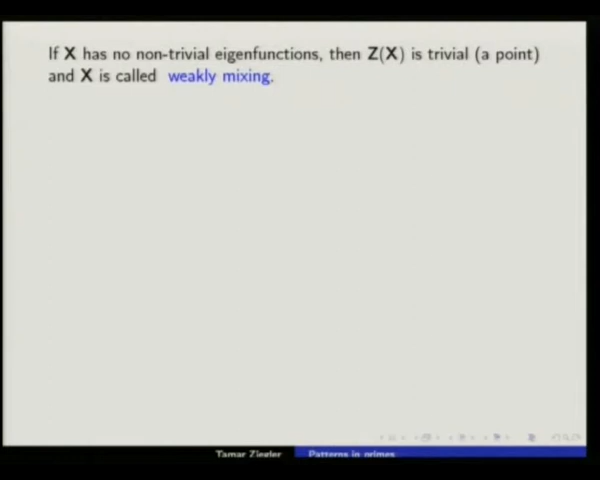 If X has no non-trivial eigenfunctions, then Z(X) is trivial (a point)
and X is called weakly mixing.
Tamar Ziegler Patterns in primes